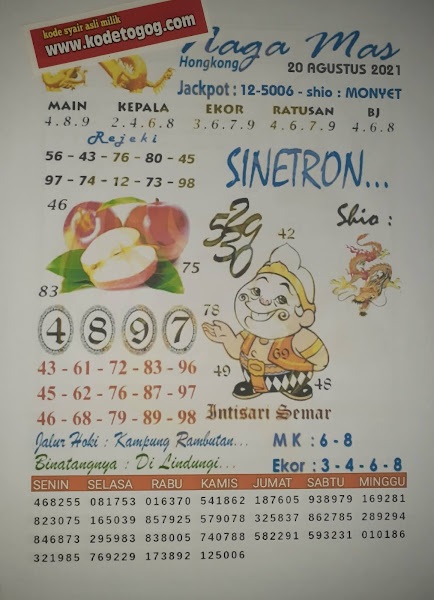 kode syair asli milik
www.kodetogog.com
Naga Mas
Hongkong
20 AGUSTUS 2021
Jackpot : 12-5006 - shio : MONYET
MAIN KEPALA EKOR RATUSAN BJ
4.8.9 2.4.6.8 3.6.7.9 4.6.7.9 4.6.8
Rejeki
56 - 43 - 76 - 80 - 45
97 - 74 - 12 - 73 - 98
SINETRON...
46
Shio :
42
75
83
78
4 8 9 7
69
49
48
43 - 61 - 72 - 83 - 96
45 - 62 - 76 - 87 - 97
46 - 68 - 79 - 89 - 98
Intisari Semar
Jalur Hoki : Kampung Rambutan...
MK : 6 - 8
Binatangnya : Di Lindungi...
Ekor : 3 - 4 - 6 - 8
SENIN SELASA RABU KAMIS JUMAT SABTU MINGGU
468255 081753 016370 541862 187605 938979 169281
823075 165039 857925 579078 325837 862785 289294
846873 295983 838005 740788 582291 593231 010186
321985 769229 173892 125006